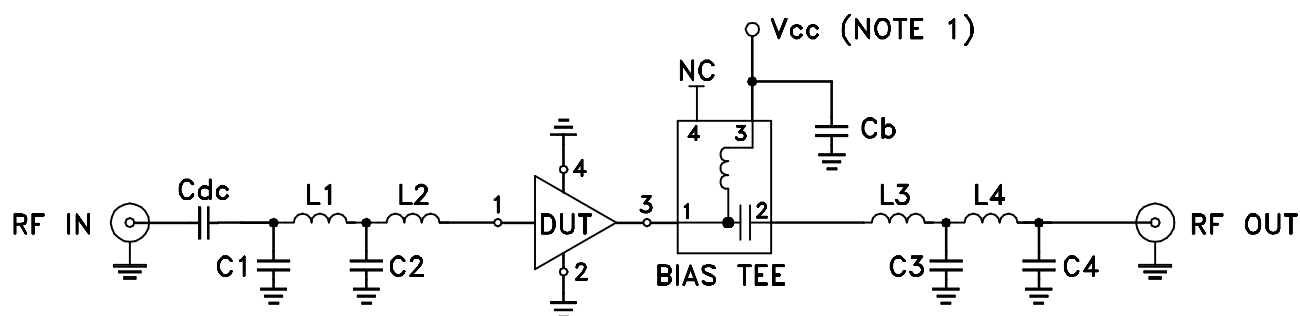 Vcc (NOTE 1)
NC
4
3
Cb
4
Cdc
L1
L2
1
3
1
2
L3
L4
RF IN
DUT
RF OUT
C1
C2
2
BIAS TEE
C3
C4